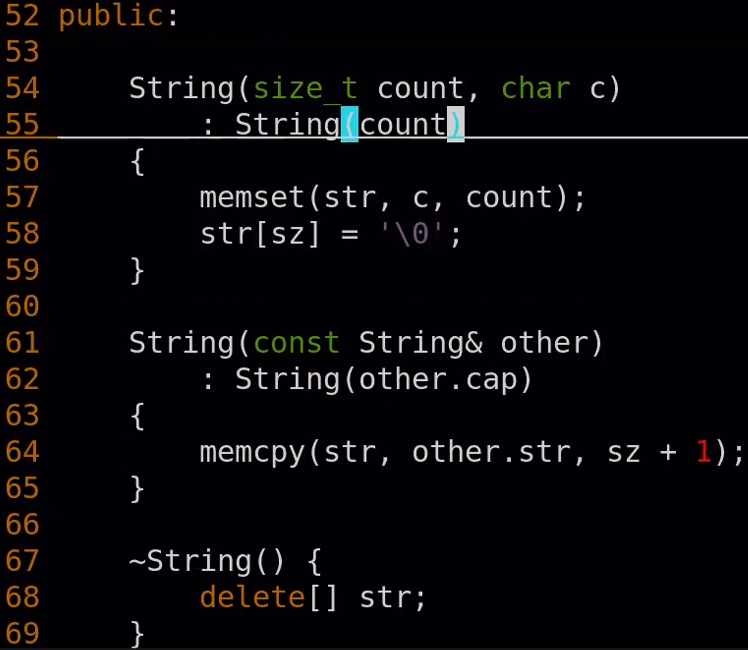 52 public:
53
54     String(size_t count, char c)
55         : String(count)
56     {
57         memset(str, c, count);
58         str[sz] = '\0';
59     }
60
61     String(const String& other)
62         : String(other.cap)
63     {
64         memcpy(str, other.str, sz + 1);
65     }
66
67     ~String() {
68         delete[] str;
69     }